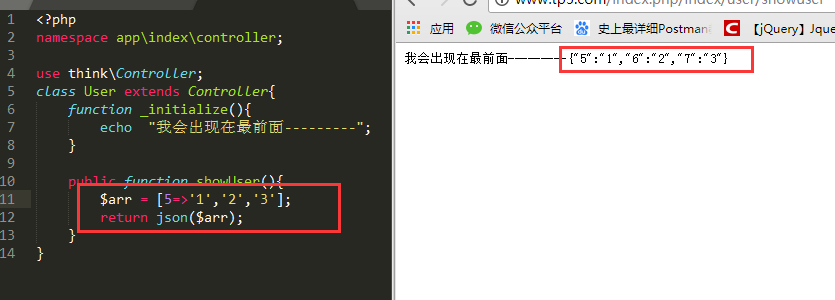 1 <?php
2 namespace app\index\controller;
3
4 use think\Controller;
5 class User extends Controller{
6 function _initialize(){
7 echo "我会出现在最前面---------";
8 }
9
10 public function showUser(){
11 $arr = [5=>'1','2','3'];
12 return json($arr);
13 }
14 }
www.tp5.com/index.php/index/user/showuser
应用 微信公众平台 史上最详细Postman 【jQuery】Jque
我会出现在最前面---------{"5":"1","6":"2","7":"3"}